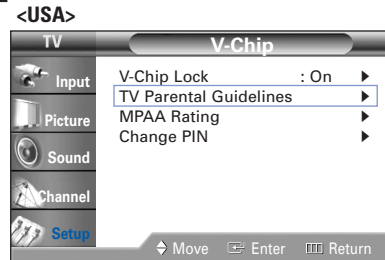 <USA>
TV
V-Chip
Input
Picture
Sound
Channel
Setup
V-Chip Lock : On
TV Parental Guidelines
MPAA Rating
Change PIN
Move Enter Return